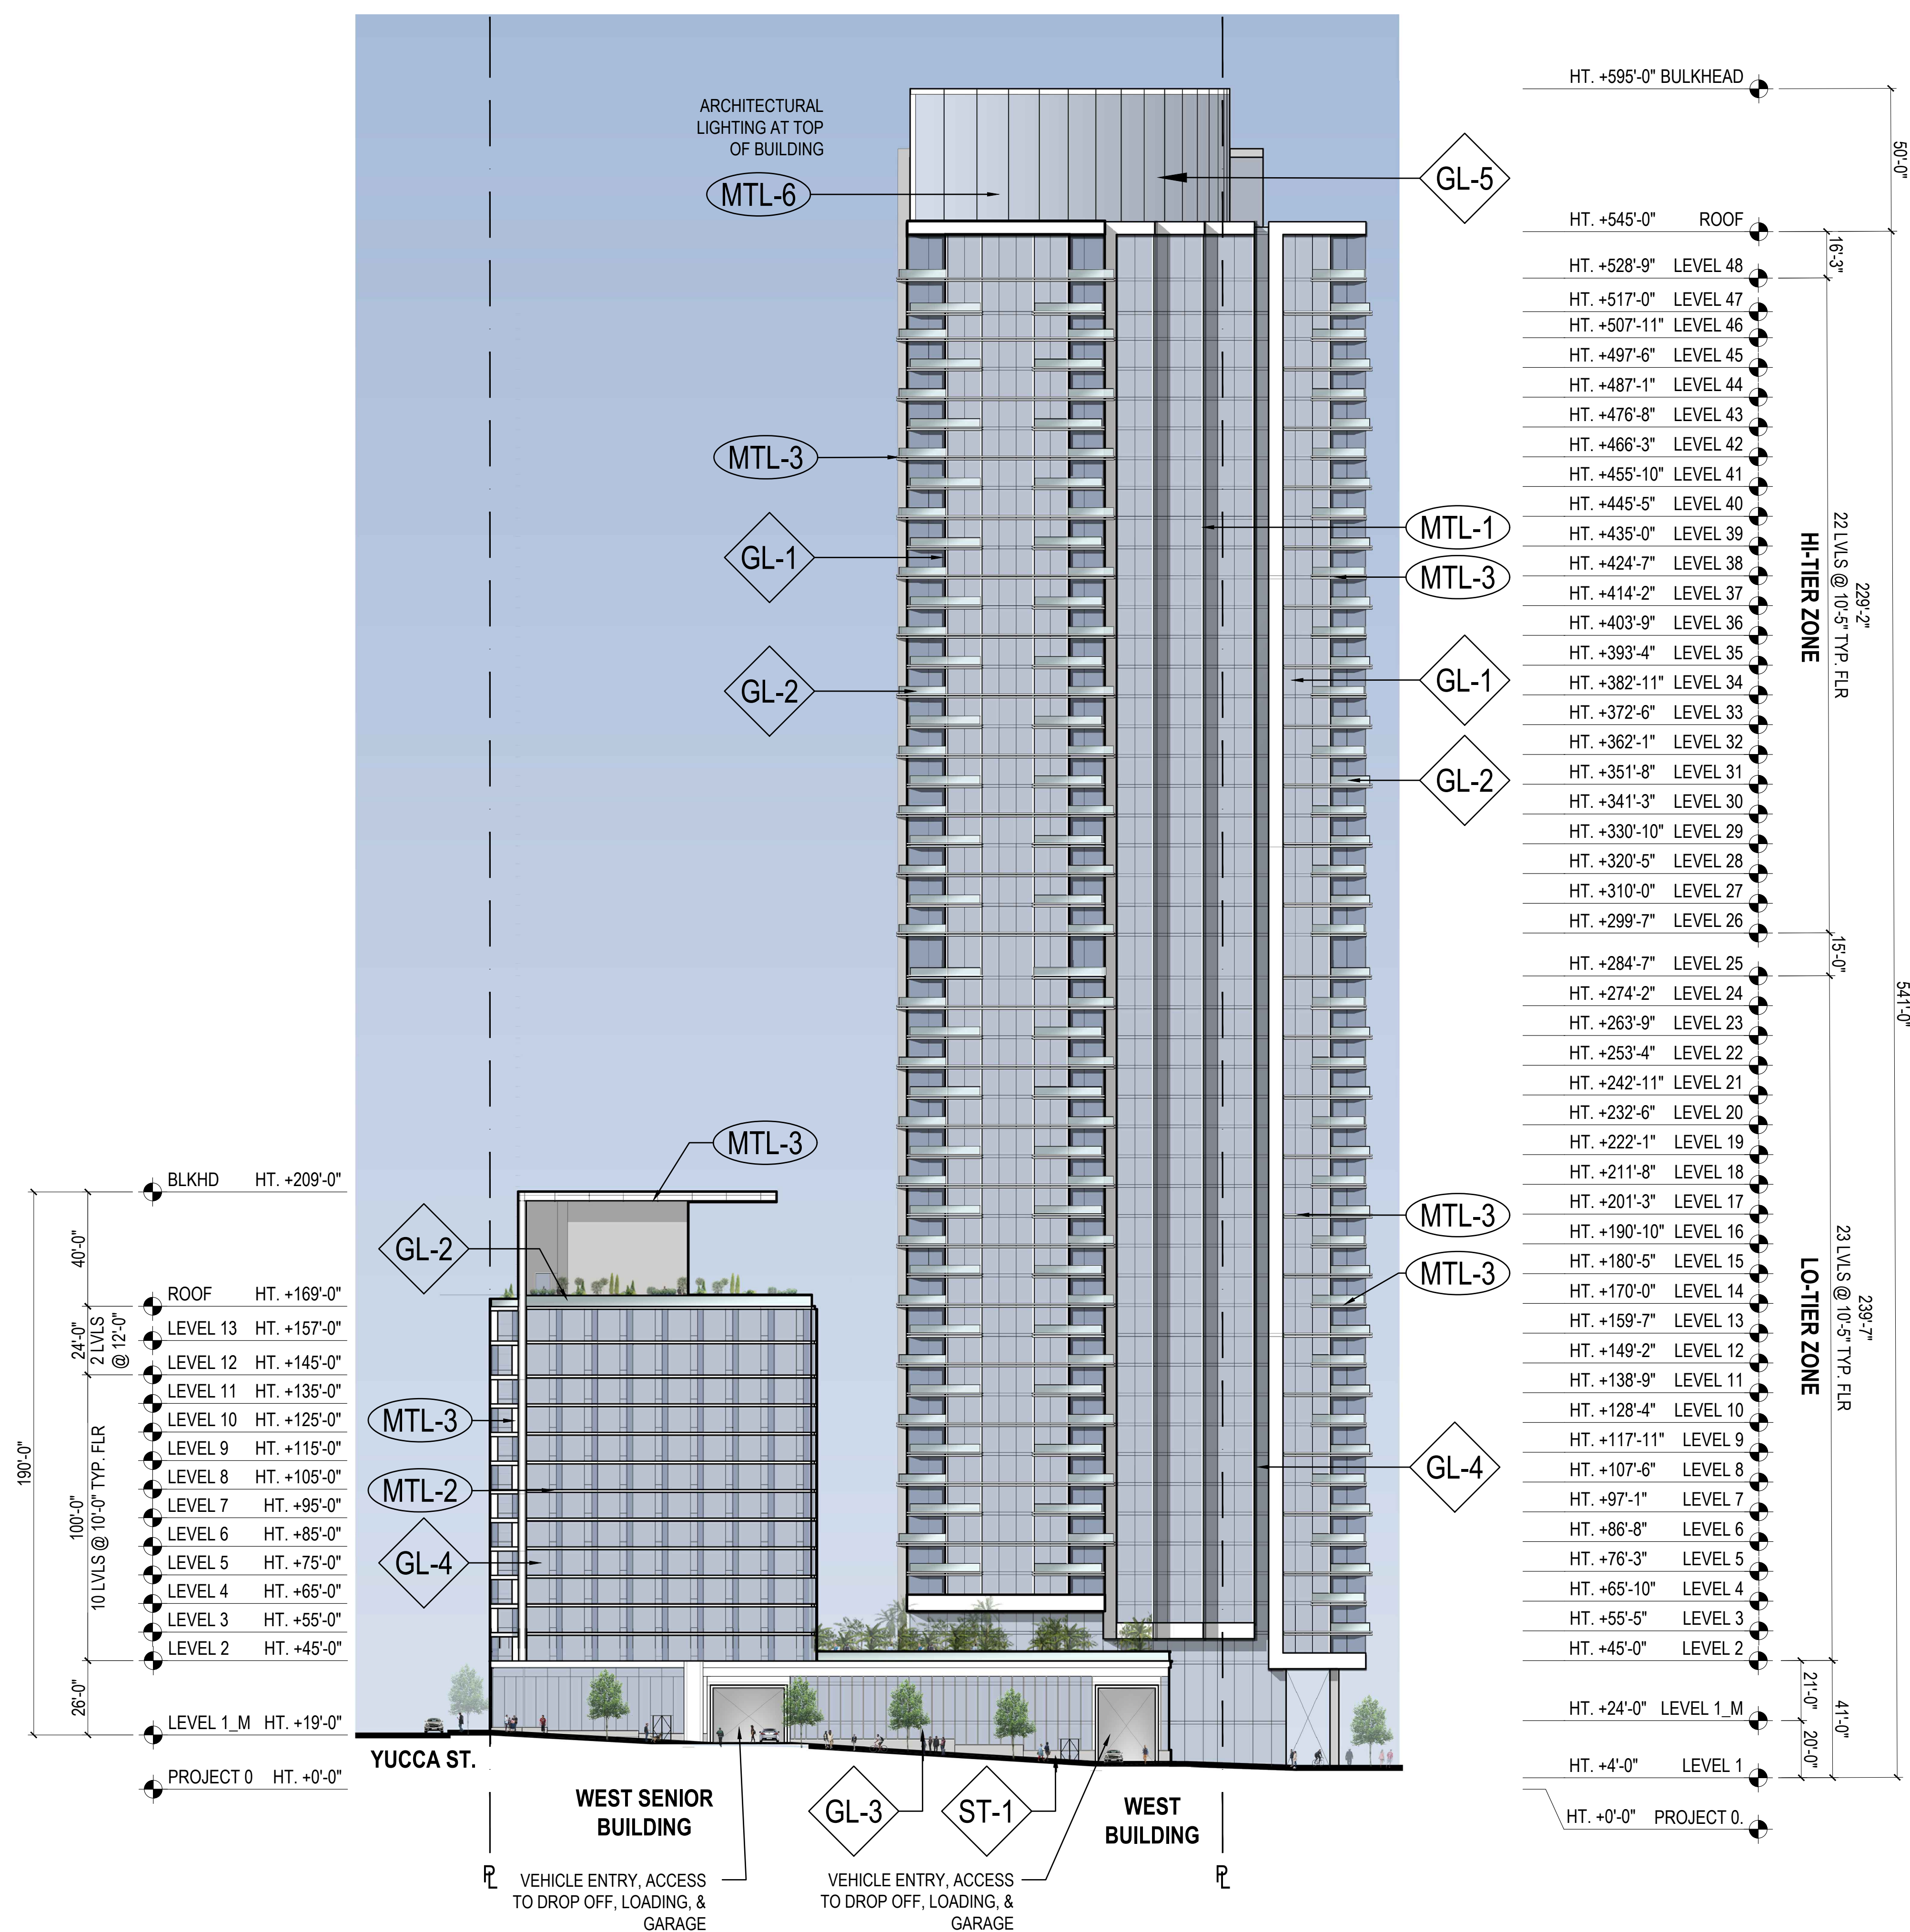 ARCHITECTURAL
LIGHTING AT TOP
OF BUILDING
MTL-6
GL-5
MTL-3
GL-1
GL-2
MTL-1
MTL-3
GL-1
GL-2
MTL-3
MTL-3
GL-4
MTL-3
GL-2
MTL-3
MTL-2
GL-4
BLKHD HT. +209'-0"
ROOF HT. +169'-0"
LEVEL 13 HT. +157'-0"
LEVEL 12 HT. +145'-0"
LEVEL 11 HT. +135'-0"
LEVEL 10 HT. +125'-0"
LEVEL 9 HT. +115'-0"
LEVEL 8 HT. +105'-0"
LEVEL 7 HT. +95'-0"
LEVEL 6 HT. +85'-0"
LEVEL 5 HT. +75'-0"
LEVEL 4 HT. +65'-0"
LEVEL 3 HT. +55'-0"
LEVEL 2 HT. +45'-0"
LEVEL 1_M HT. +19'-0"
PROJECT 0 HT. +0'-0"
190'-0"
40'-0"
24'-0"
2 LVLS
@ 12'-0"
100'-0"
10 LVLS @ 10'-0" TYP. FLR
26'-0"
YUCCA ST.
WEST SENIOR
BUILDING
GL-3
ST-1
WEST
BUILDING
PL
VEHICLE ENTRY, ACCESS
TO DROP OFF, LOADING, &
GARAGE
VEHICLE ENTRY, ACCESS
TO DROP OFF, LOADING, &
GARAGE
PL
HT. +595'-0" BULKHEAD
HT. +545'-0" ROOF
HT. +528'-9" LEVEL 48
HT. +517'-0" LEVEL 47
HT. +507'-11" LEVEL 46
HT. +497'-6" LEVEL 45
HT. +487'-1" LEVEL 44
HT. +476'-8" LEVEL 43
HT. +466'-3" LEVEL 42
HT. +455'-10" LEVEL 41
HT. +445'-5" LEVEL 40
HT. +435'-0" LEVEL 39
HT. +424'-7" LEVEL 38
HT. +414'-2" LEVEL 37
HT. +403'-9" LEVEL 36
HT. +393'-4" LEVEL 35
HT. +382'-11" LEVEL 34
HT. +372'-6" LEVEL 33
HT. +362'-1" LEVEL 32
HT. +351'-8" LEVEL 31
HT. +341'-3" LEVEL 30
HT. +330'-10" LEVEL 29
HT. +320'-5" LEVEL 28
HT. +310'-0" LEVEL 27
HT. +299'-7" LEVEL 26
HT. +284'-7" LEVEL 25
HT. +274'-2" LEVEL 24
HT. +263'-9" LEVEL 23
HT. +253'-4" LEVEL 22
HT. +242'-11" LEVEL 21
HT. +232'-6" LEVEL 20
HT. +222'-1" LEVEL 19
HT. +211'-8" LEVEL 18
HT. +201'-3" LEVEL 17
HT. +190'-10" LEVEL 16
HT. +180'-5" LEVEL 15
HT. +170'-0" LEVEL 14
HT. +159'-7" LEVEL 13
HT. +149'-2" LEVEL 12
HT. +138'-9" LEVEL 11
HT. +128'-4" LEVEL 10
HT. +117'-11" LEVEL 9
HT. +107'-6" LEVEL 8
HT. +97'-1" LEVEL 7
HT. +86'-8" LEVEL 6
HT. +76'-3" LEVEL 5
HT. +65'-10" LEVEL 4
HT. +55'-5" LEVEL 3
HT. +45'-0" LEVEL 2
HT. +24'-0" LEVEL 1_M
HT. +4'-0" LEVEL 1
HT. +0'-0" PROJECT 0.
50'-0"
16'-3"
229'-2"
22 LVLS @ 10'-5" TYP. FLR
HI-TIER ZONE
15'-0"
541'-0"
239'-7"
23 LVLS @ 10'-5" TYP. FLR
LO-TIER ZONE
21'-0"
41'-0"
20'-0"